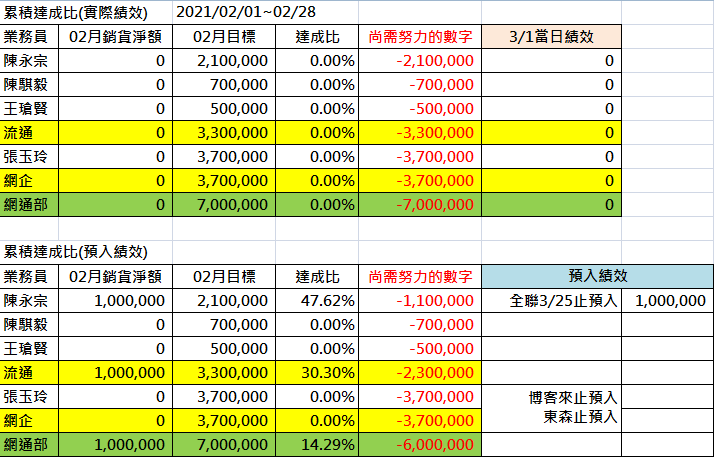 累積達成比(實際績效) 2021/02/01~02/28
業務員 02月銷貨淨額 02月目標 達成比 尚需努力的數字 3/1當日績效
陳永宗 0 2,100,000 0.00% -2,100,000 0
陳騏毅 0 700,000 0.00% -700,000 0
王瑲賢 0 500,000 0.00% -500,000 0
流通 0 3,300,000 0.00% -3,300,000 0
張玉玲 0 3,700,000 0.00% -3,700,000 0
網企 0 3,700,000 0.00% -3,700,000 0
網通部 0 7,000,000 0.00% -7,000,000 0
累積達成比(預入績效)
業務員 02月銷貨淨額 02月目標 達成比 尚需努力的數字 預入績效
陳永宗 1,000,000 2,100,000 47.62% -1,100,000 全聯3/25止預入 1,000,000
陳騏毅 0 700,000 0.00% -700,000
王瑲賢 0 500,000 0.00% -500,000
流通 1,000,000 3,300,000 30.30% -2,300,000
張玉玲 0 3,700,000 0.00% -3,700,000 博客來止預入
網企 0 3,700,000 0.00% -3,700,000 東森止預入
網通部 1,000,000 7,000,000 14.29% -6,000,000